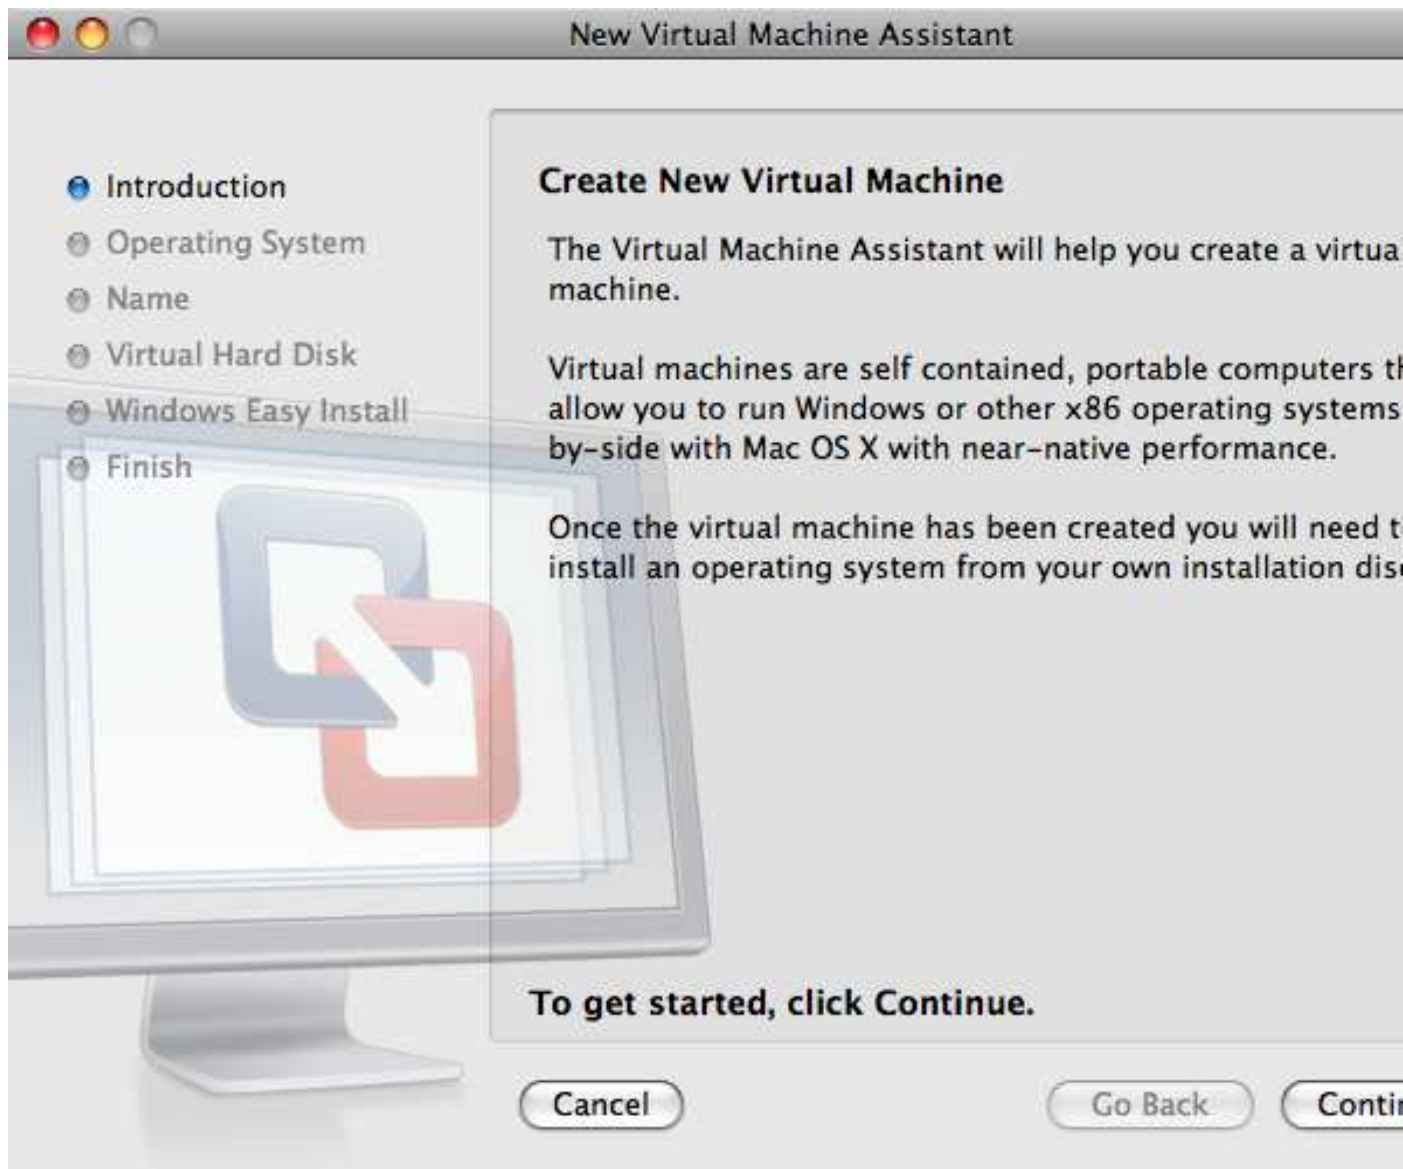 New Virtual Machine Assistant
Introduction
Operating System
Name
Virtual Hard Disk
Windows Easy Install
Finish
Create New Virtual Machine
The Virtual Machine Assistant will help you create a virtua
machine.
Virtual machines are self contained, portable computers th
allow you to run Windows or other x86 operating systems
by-side with Mac OS X with near-native performance.
Once the virtual machine has been created you will need t
install an operating system from your own installation dis
To get started, click Continue.
Cancel
Go Back
Contin